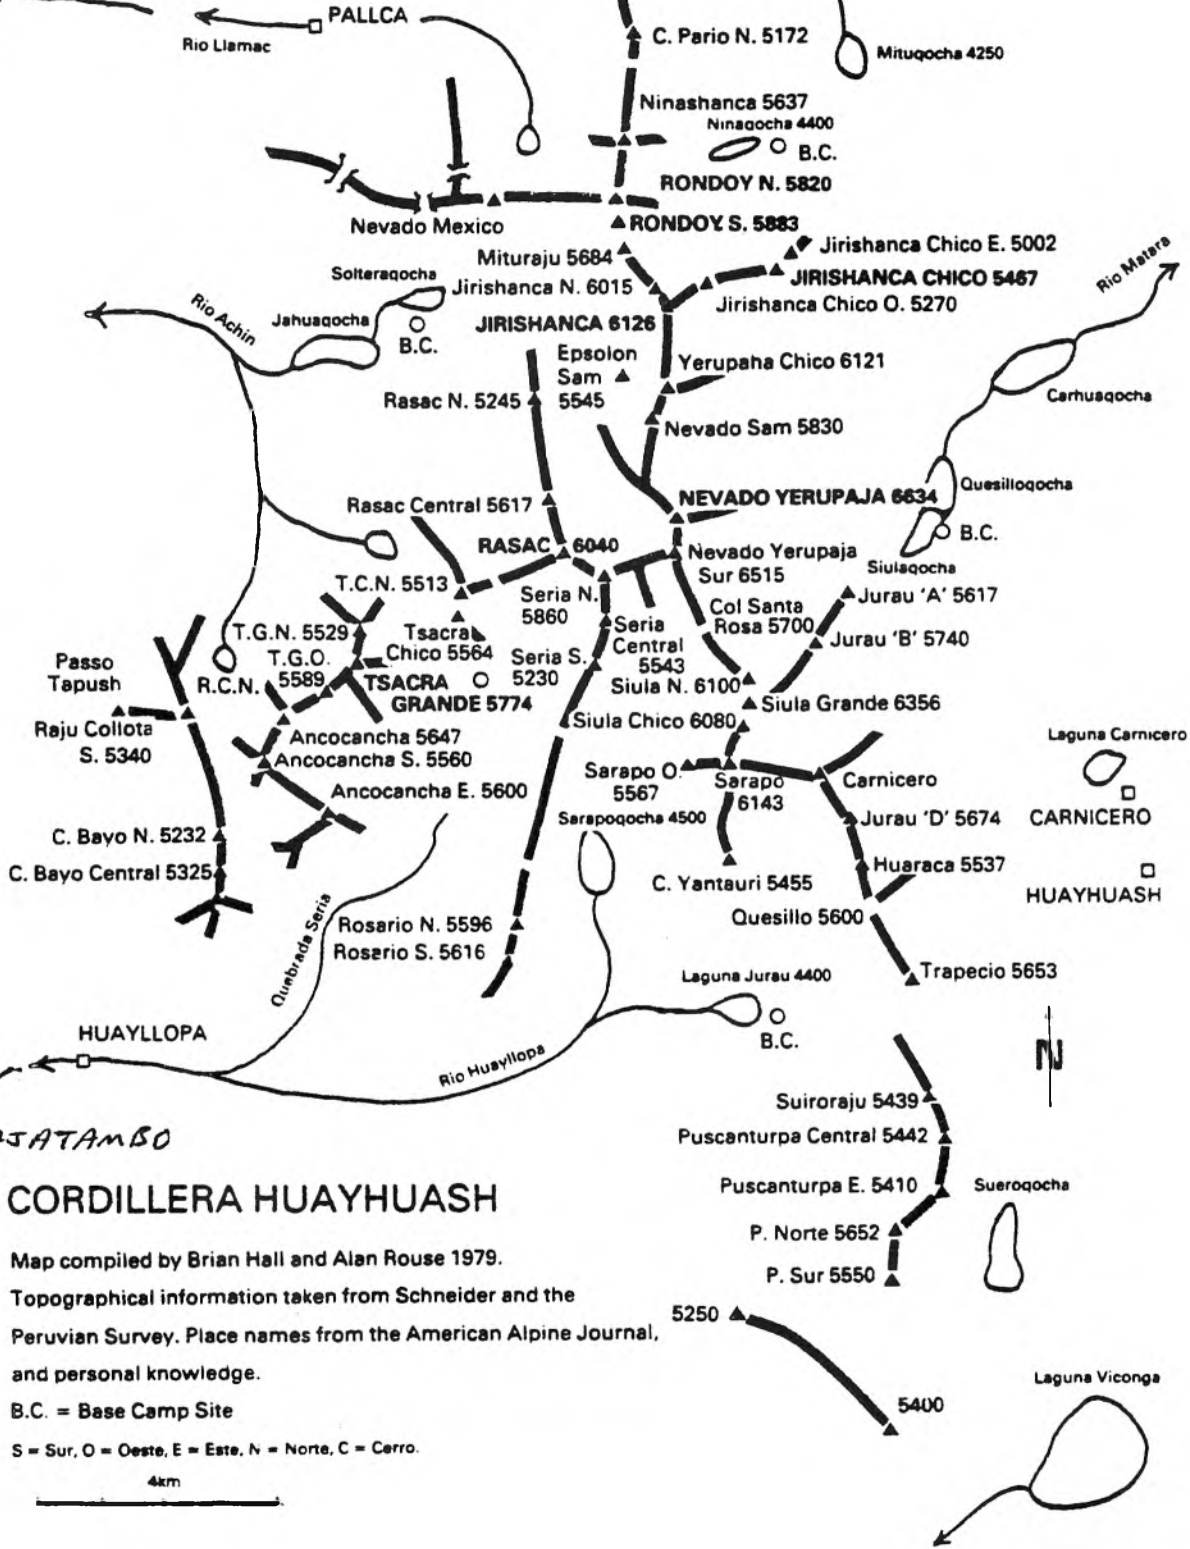 PALLCA
Rio Llamac
C. Pario N. 5172
Mituqocha 4250
Ninashanca 5637
Ninaqocha 4400
B.C.
RONDOY N. 5820
Nevado Mexico
RONDOY S. 5883
Mituraju 5684
Jirishanca Chico E. 5002
Rio Matara
Solteraqocha
Jirishanca N. 6015
JIRISHANCA CHICO 5467
Jirishanca Chico O. 5270
Rio Achin
Jahuaqocha
B.C.
JIRISHANCA 6126
Epsolon
Sam
5545
Yerupaha Chico 6121
Rasac N. 5245
Carhuaqocha
Nevado Sam 5830
Quesilloqocha
Rasac Central 5617
NEVADO YERUPAJA 6634
B.C.
RASAC 6040
Nevado Yerupaja
Sur 6515
Siulaqocha
T.C.N. 5513
Seria N.
5860
Jurau 'A' 5617
Col Santa
Rosa 5700
T.G.N. 5529
Tsacra
Chico 5564
Seria
Central
5543
Jurau 'B' 5740
Passo
Tapush
T.G.O.
5589
Seria S.
5230
R.C.N.
TSACRA
GRANDE 5774
Siula N. 6100
Siula Grande 6356
Raju Collota
S. 5340
Siula Chico 6080
Ancocancha 5647
Ancocancha S. 5560
Laguna Carnicero
Sarapo O.
5567
Sarapo
6143
Carnicero
Ancocancha E. 5600
Sarapoqocha 4500
Jurau 'D' 5674
CARNICERO
C. Bayo N. 5232
C. Bayo Central 5325
Huaraca 5537
C. Yantauri 5455
HUAYHUASH
Quesillo 5600
Quebrada Seria
Rosario N. 5596
Rosario S. 5616
Laguna Jurau 4400
Trapecio 5653
HUAYLLOPA
B.C.
N
Rio Huayllopa
Suiroraju 5439
JATAMBO
Puscanturpa Central 5442
CORDILLERA HUAYHUASH
Puscanturpa E. 5410
Sueroqocha
P. Norte 5652
Map compiled by Brian Hall and Alan Rouse 1979.
P. Sur 5550
Topographical information taken from Schneider and the
5250
Peruvian Survey. Place names from the American Alpine Journal,
and personal knowledge.
Laguna Viconga
B.C. = Base Camp Site
5400
S = Sur, O = Oeste, E = Este, N = Norte, C = Cerro.
4km